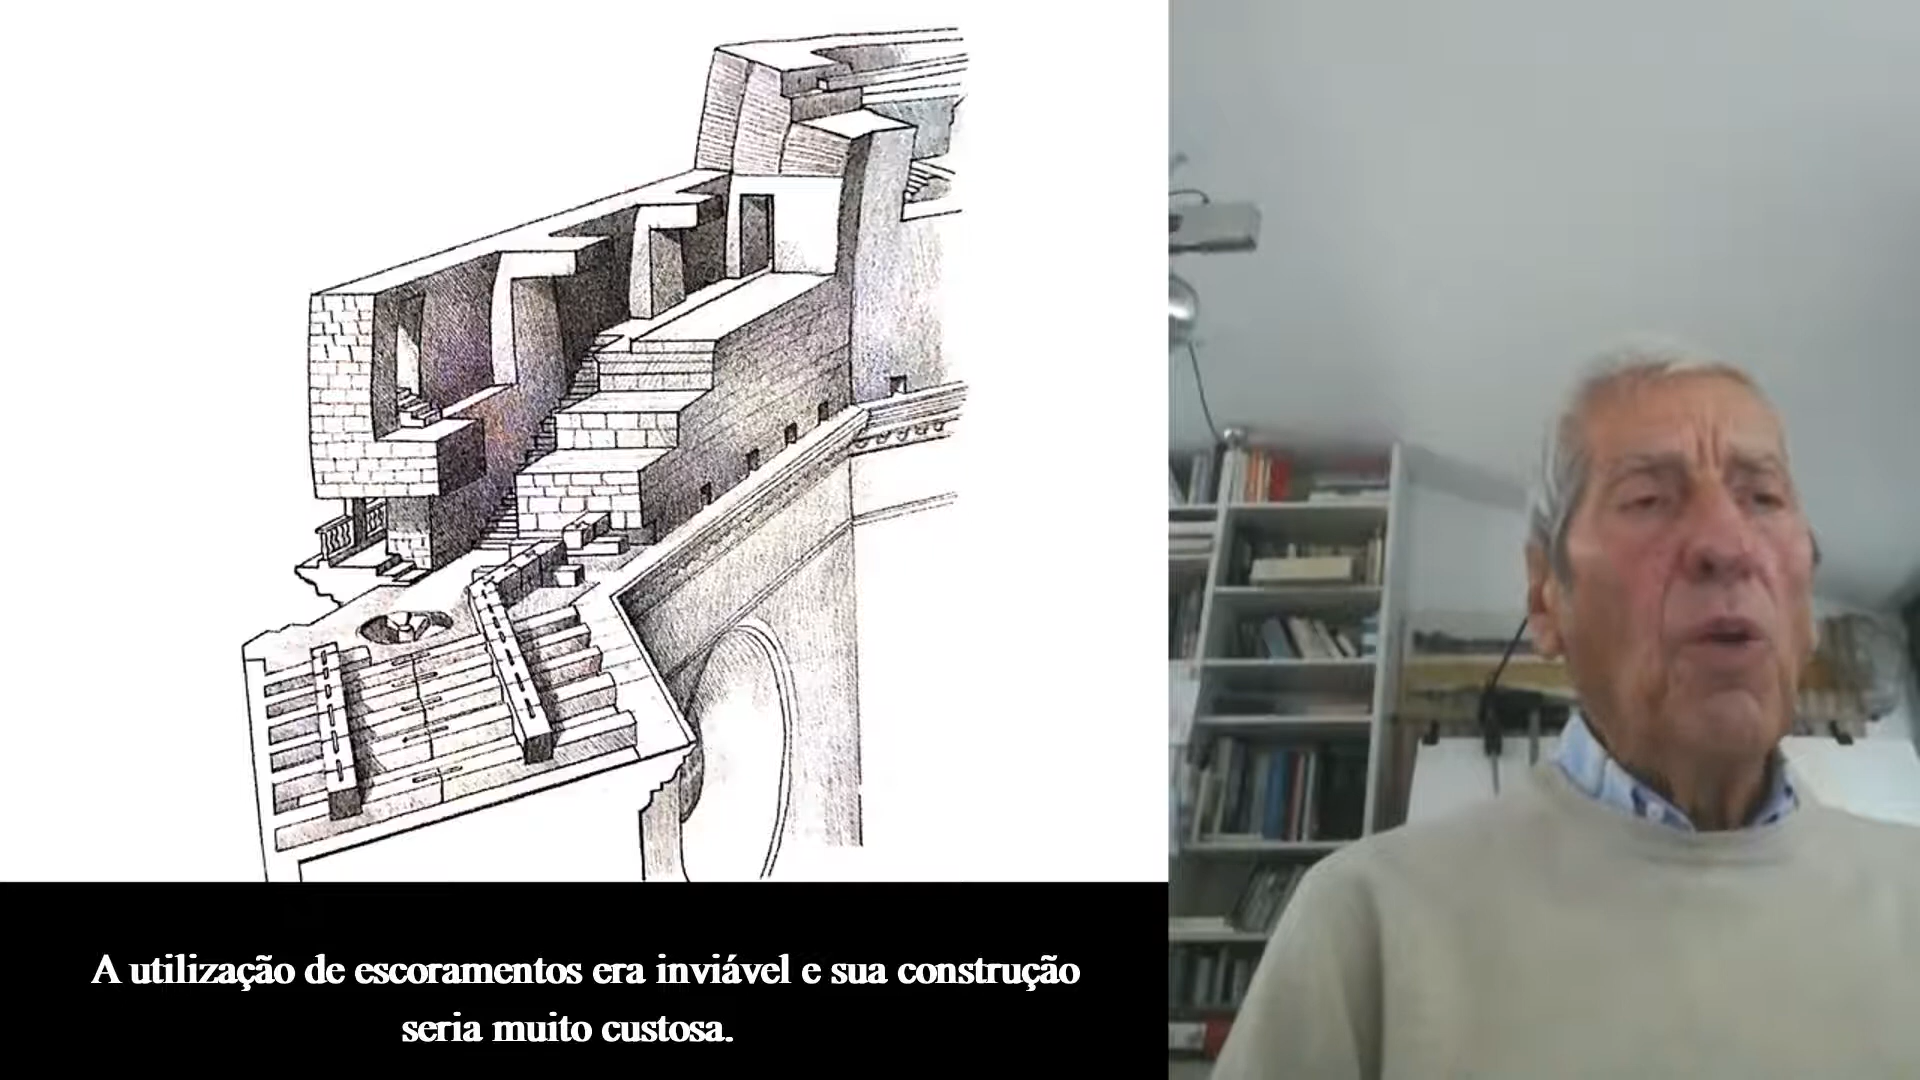 A utilização de escoramentos era inviável e sua construção
seria muito custosa.